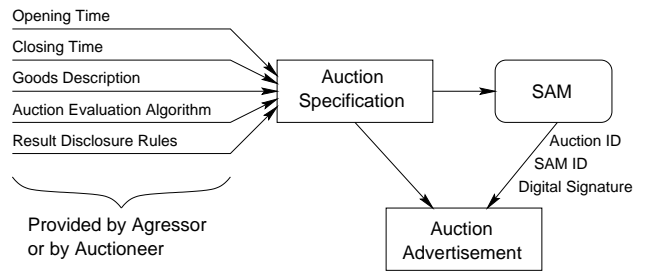 Opening Time
Closing Time
Goods Description
Auction Evaluation Algorithm
Result Disclosure Rules
Provided by Agressor
or by Auctioneer
Auction
Specification
SAM
Auction ID
SAM ID
Digital Signature
Auction
Advertisement